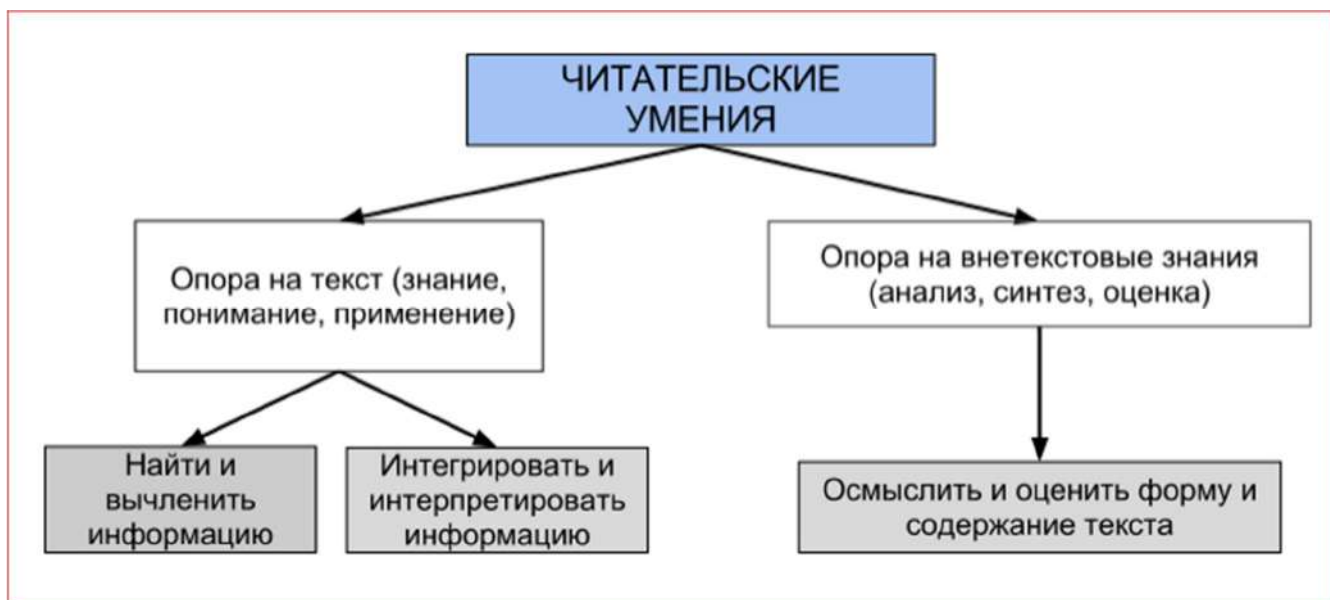 ЧИТАТЕЛЬСКИЕ
УМЕНИЯ
Опора на текст (знание,
понимание, применение)
Опора на внетекстовые знания
(анализ, синтез, оценка)
Найти и
вычленить
информацию
Интегрировать и
интерпретировать
информацию
Осмыслить и оценить форму и
содержание текста